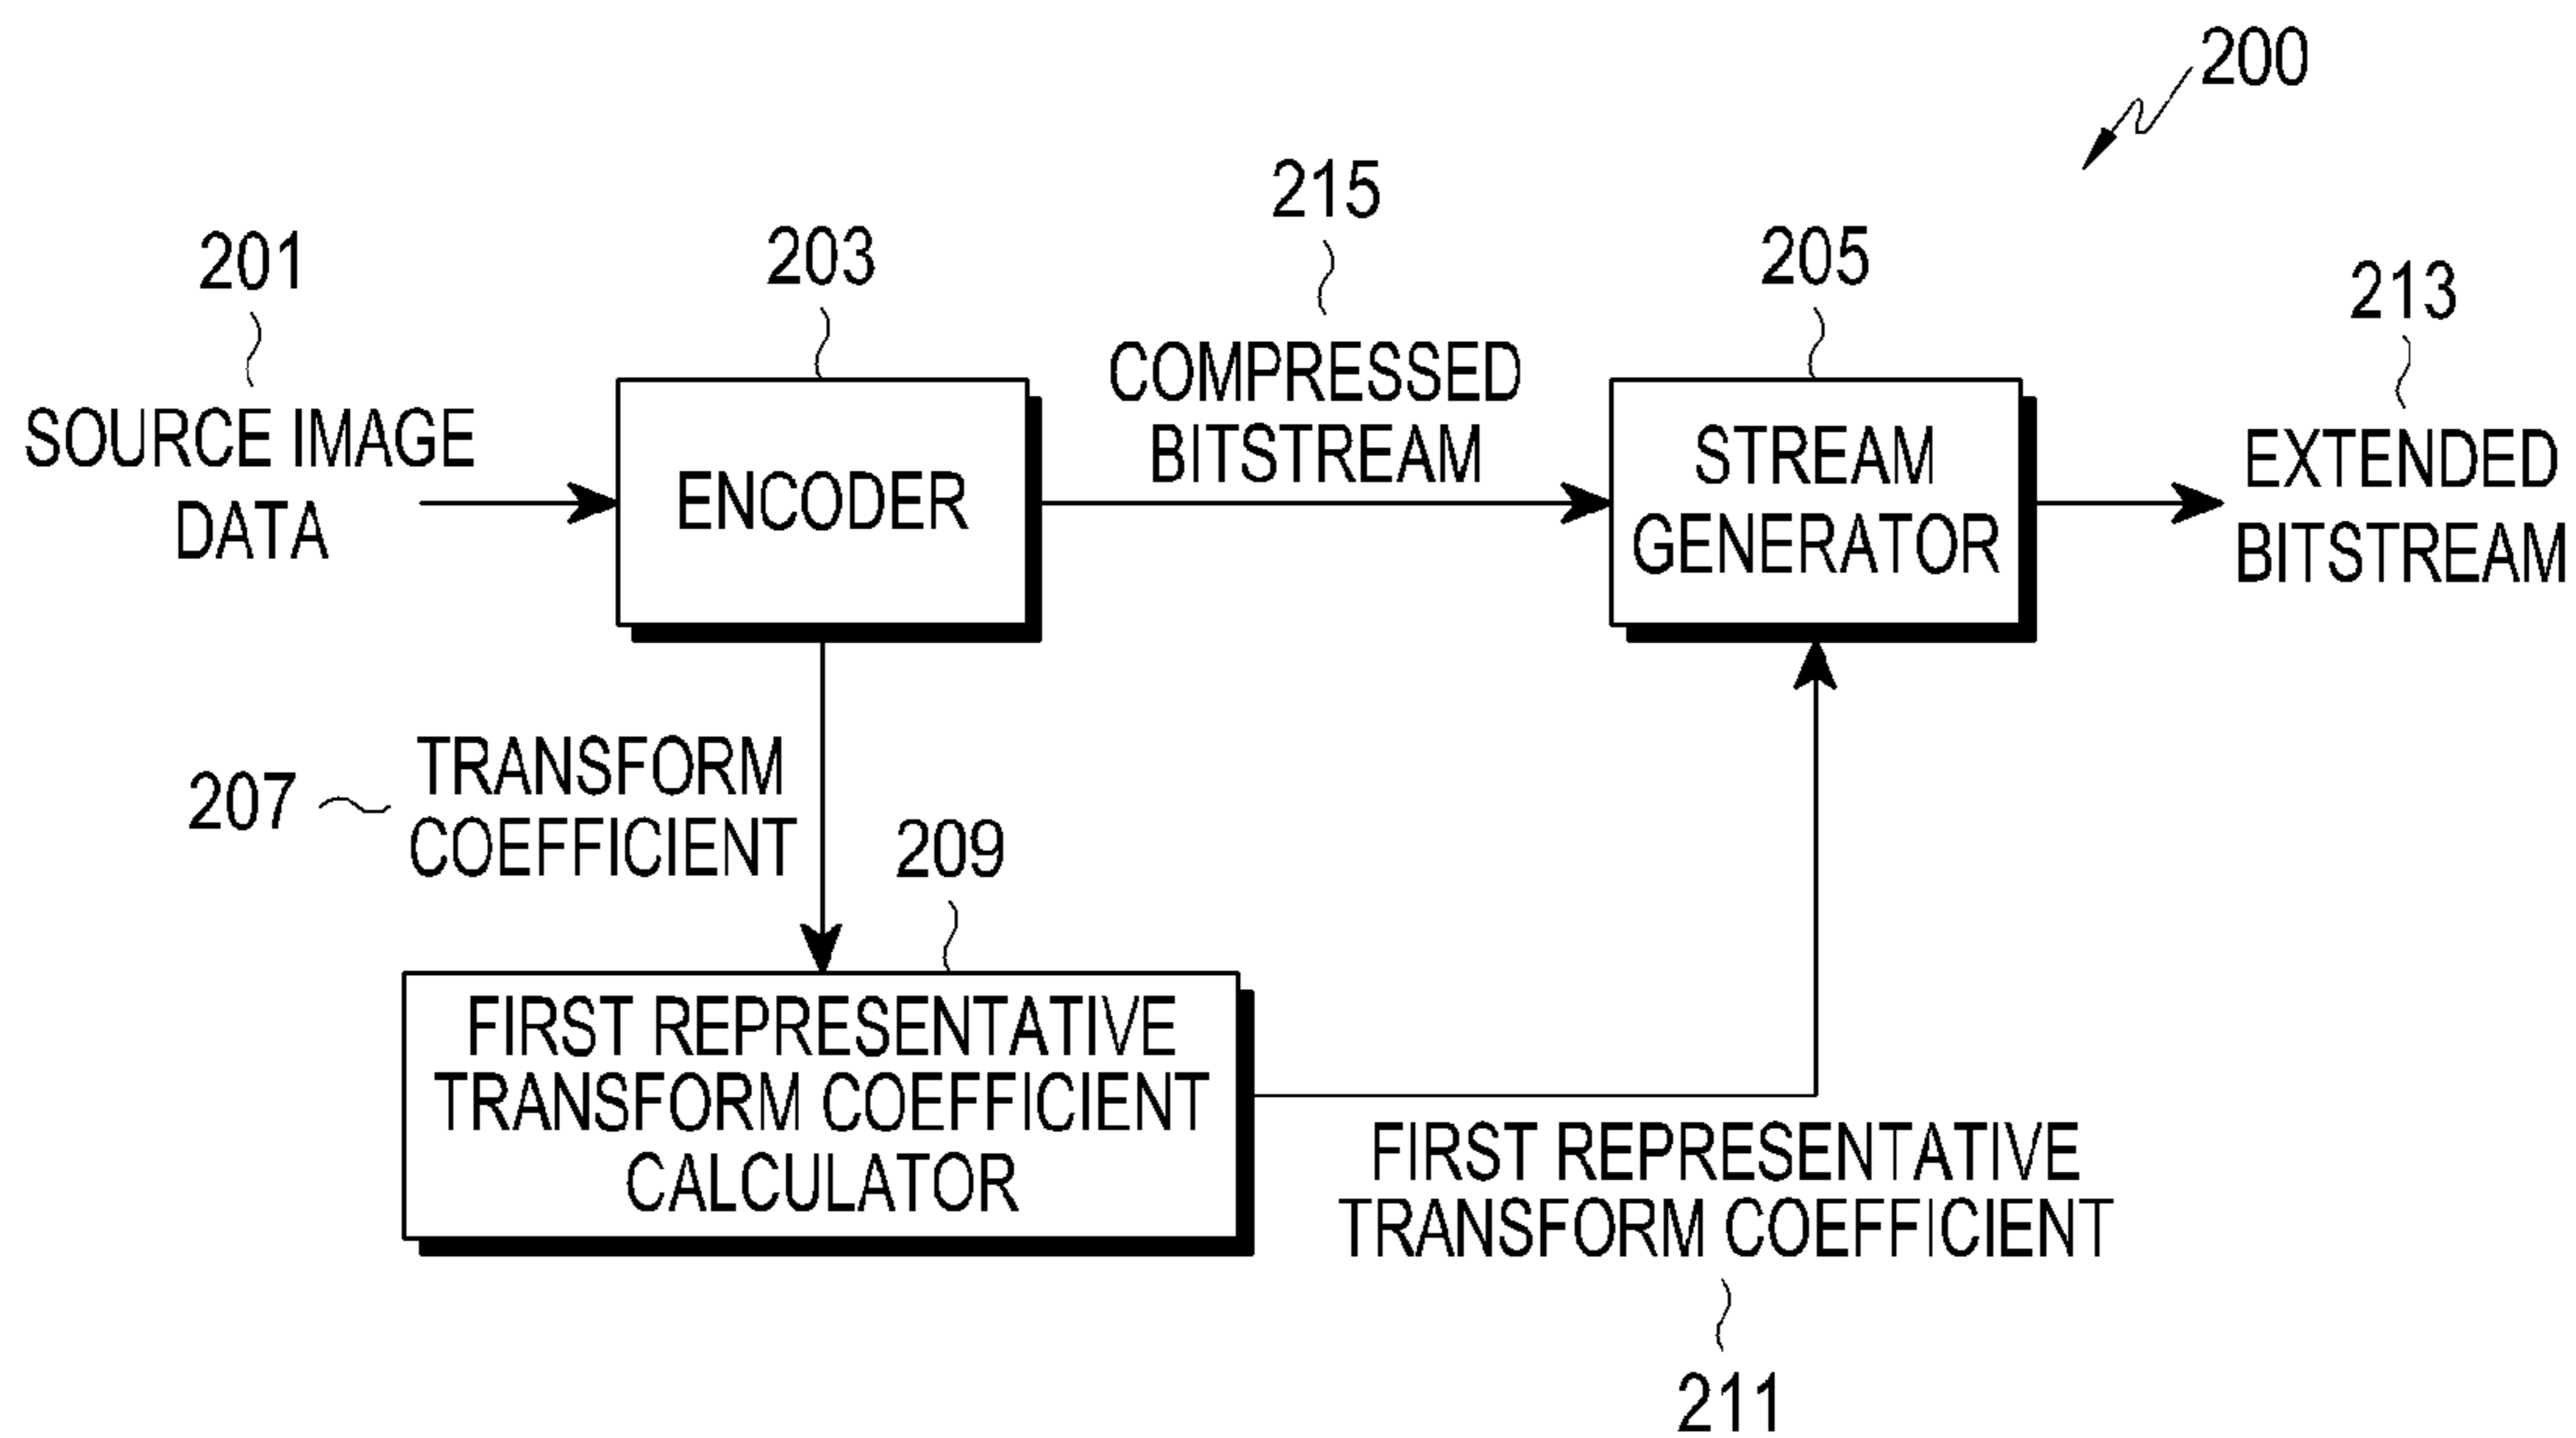 200
201
SOURCE IMAGE
DATA
203
ENCODER
215
COMPRESSED
BITSTREAM
205
STREAM
GENERATOR
213
EXTENDED
BITSTREAM
207
TRANSFORM
COEFFICIENT
209
FIRST REPRESENTATIVE
TRANSFORM COEFFICIENT
CALCULATOR
FIRST REPRESENTATIVE
TRANSFORM COEFFICIENT
211